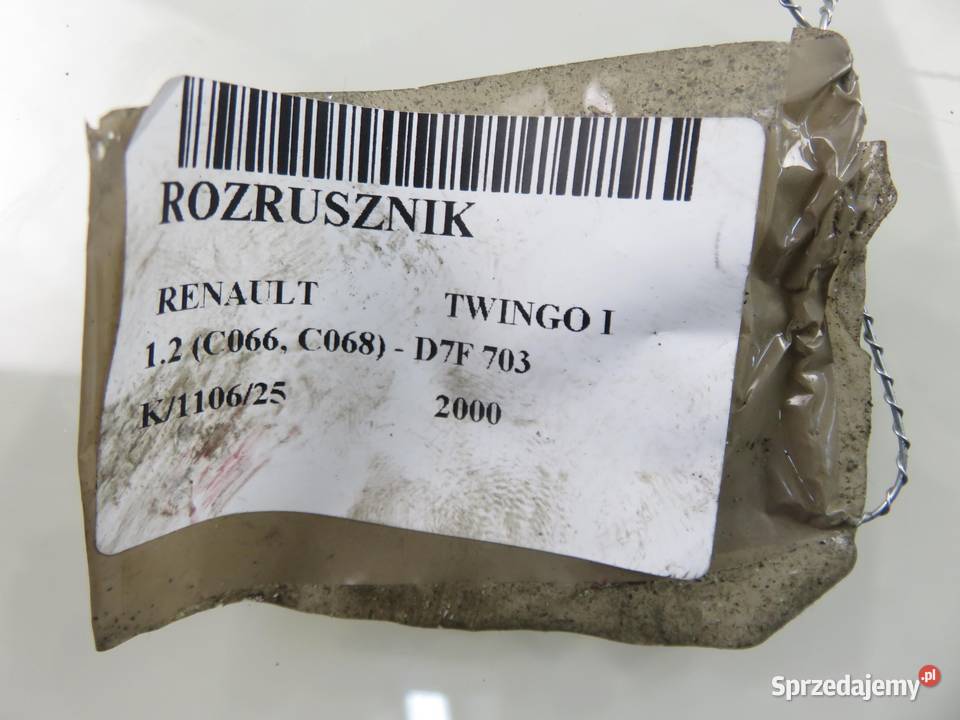 ROZRUSZNIK
RENAULT TWINGO I
1.2 (C066, C068) - D7F 703
K/1106/25 2000
Sprzedajemy.pl